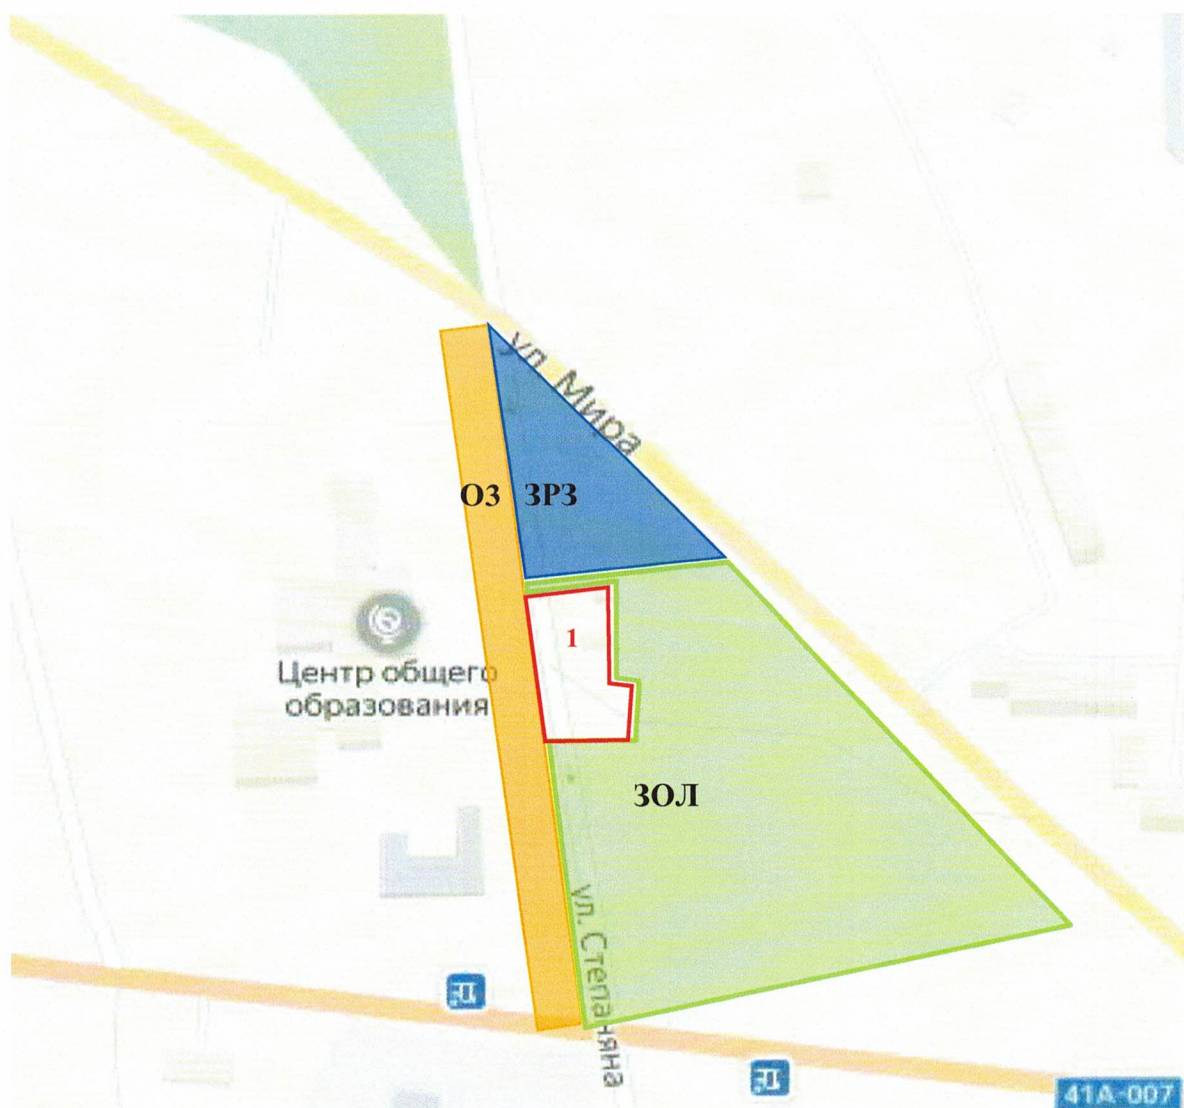 ул. Мира
ОЗ
ЗРЗ
1
Центр общего
образования
ЗОЛ
ул. Степаняна
41А-007